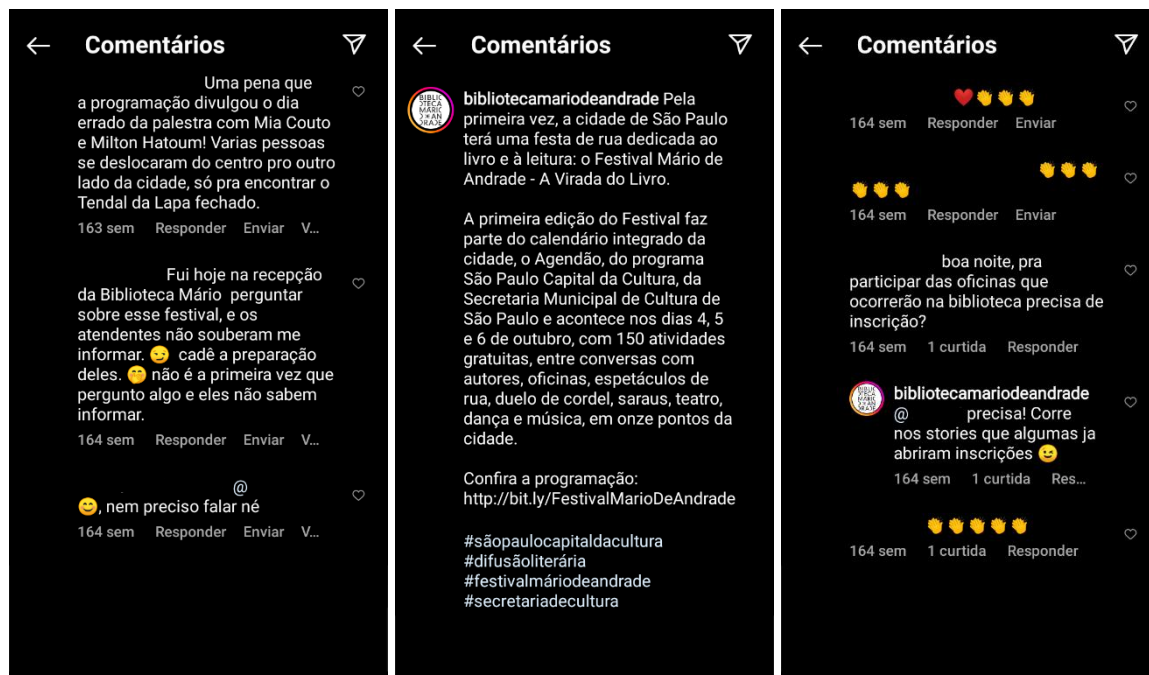 Comentários
Uma pena que
a programação divulgou o dia
errado da palestra com Mia Couto
e Milton Hatoum! Varias pessoas
se deslocaram do centro pro outro
lado da cidade, só pra encontrar o
Tendal da Lapa fechado.
163 sem Responder Enviar V...
Fui hoje na recepção
da Biblioteca Mário perguntar
sobre esse festival, e os
atendentes não souberam me
informar. 😏 cadê a preparação
deles. 🤭 não é a primeira vez que
pergunto algo e eles não sabem
informar.
164 sem Responder Enviar V...
@
😊, nem preciso falar né
164 sem Responder Enviar V...
Comentários
BIBLI
OTECA
MÁRIO
DE AN
DRADE
bibliotecamariodeandrade Pela
primeira vez, a cidade de São Paulo
terá uma festa de rua dedicada ao
livro e à leitura: o Festival Mário de
Andrade - A Virada do Livro.
A primeira edição do Festival faz
parte do calendário integrado da
cidade, o Agendão, do programa
São Paulo Capital da Cultura, da
Secretaria Municipal de Cultura de
São Paulo e acontece nos dias 4, 5
e 6 de outubro, com 150 atividades
gratuitas, entre conversas com
autores, oficinas, espetáculos de
rua, duelo de cordel, saraus, teatro,
dança e música, em onze pontos da
cidade.
Confira a programação:
http://bit.ly/FestivalMarioDeAndrade
#sãopaulocapitaldacultura
#difusãoliterária
#festivalmáriodeandrade
#secretariadecultura
Comentários
❤️👏👏👏
164 sem Responder Enviar
👏👏👏
👏👏👏
164 sem Responder Enviar
boa noite, pra
participar das oficinas que
ocorrerão na biblioteca precisa de
inscrição?
164 sem 1 curtida Responder
bibliotecamariodeandrade
@ precisa! Corre
nos stories que algumas ja
abriram inscrições 😉
164 sem 1 curtida Res...
👏👏👏👏👏
164 sem 1 curtida Responder